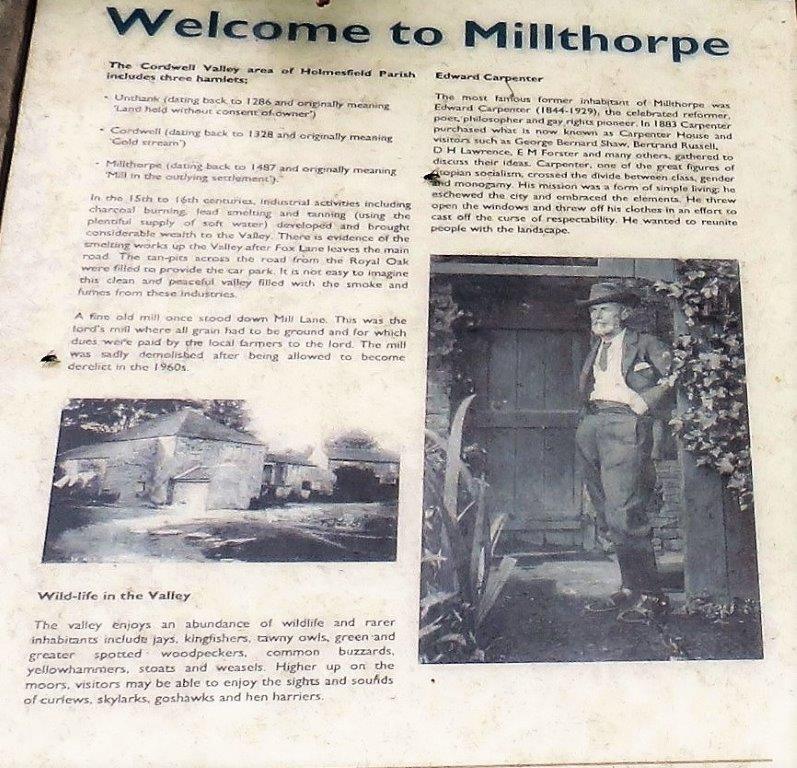 Welcome to Millthorpe
The Cordwell Valley area of Holmesfield Parish
includes three hamlets;
• Unthank (dating back to 1286 and originally meaning
'Land held without consent of owner')
• Cordwell (dating back to 1328 and originally meaning
'Cold stream')
• Millthorpe (dating back to 1487 and originally meaning
'Mill in the outlying settlement').
In the 15th to 16th centuries, industrial activities including
charcoal burning, lead smelting and tanning (using the
plentiful supply of soft water) developed and brought
considerable wealth to the Valley. There is evidence of the
smelting works up the Valley after Fox Lane leaves the main
road. The tan-pits across the road from the Royal Oak
were filled to provide the car park. It is not easy to imagine
this clean and peaceful valley filled with the smoke and
fumes from these industries.
A fine old mill once stood down Mill Lane. This was the
lord's mill where all grain had to be ground and for which
dues were paid by the local farmers to the lord. The mill
was sadly demolished after being allowed to become
derelict in the 1960s.
Wild-life in the Valley
The valley enjoys an abundance of wildlife and rarer
inhabitants include jays, kingfishers, tawny owls, green and
greater spotted woodpeckers, common buzzards,
yellowhammers, stoats and weasels. Higher up on the
moors, visitors may be able to enjoy the sights and sounds
of curlews, skylarks, goshawks and hen harriers.
Edward Carpenter
The most famous former inhabitant of Millthorpe was
Edward Carpenter (1844-1929), the celebrated reformer,
poet, philosopher and gay rights pioneer. In 1883 Carpenter
purchased what is now known as Carpenter House and
visitors such as George Bernard Shaw, Bertrand Russell,
D H Lawrence, E M Forster and many others, gathered to
discuss their ideas. Carpenter, one of the great figures of
utopian socialism, crossed the divide between class, gender
and monogamy. His mission was a form of simple living; he
eschewed the city and embraced the elements. He threw
open the windows and threw off his clothes in an effort to
cast off the curse of respectability. He wanted to reunite
people with the landscape.